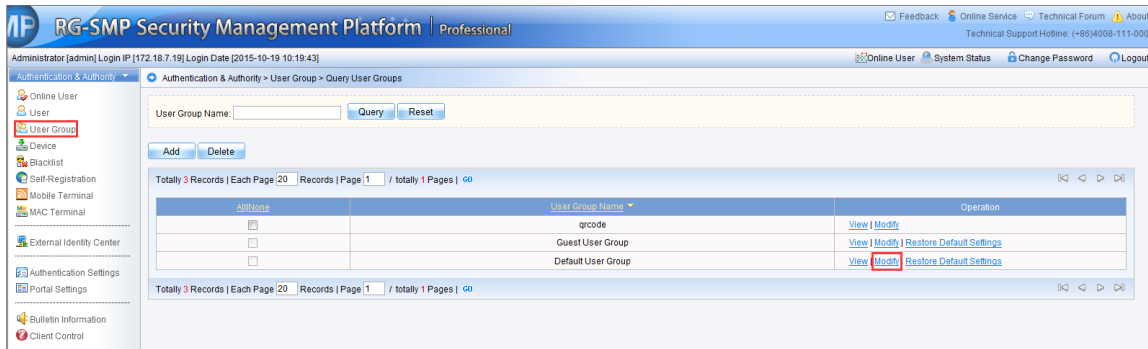 MP RG-SMP Security Management Platform | Professional
Feedback Online Service Technical Forum About
Technical Support Hotline: (+86)4008-111-000
Administrator [admin] Login IP [172.18.7.19] Login Date [2015-10-19 10:19:43]
Online User System Status Change Password Logout
Authentication & Authority
Authentication & Authority > User Group > Query User Groups
Online User
User
User Group
Device
Blacklist
Self-Registration
Mobile Terminal
MAC Terminal
External Identity Center
Authentication Settings
Portal Settings
Bulletin Information
Client Control
User Group Name: Query Reset
Add Delete
Totally 3 Records | Each Page 20 Records | Page 1 / totally 1 Pages | GO
All|None User Group Name Operation
qrcode View | Modify
Guest User Group View | Modify | Restore Default Settings
Default User Group View | Modify Restore Default Settings
Totally 3 Records | Each Page 20 Records | Page 1 / totally 1 Pages | GO